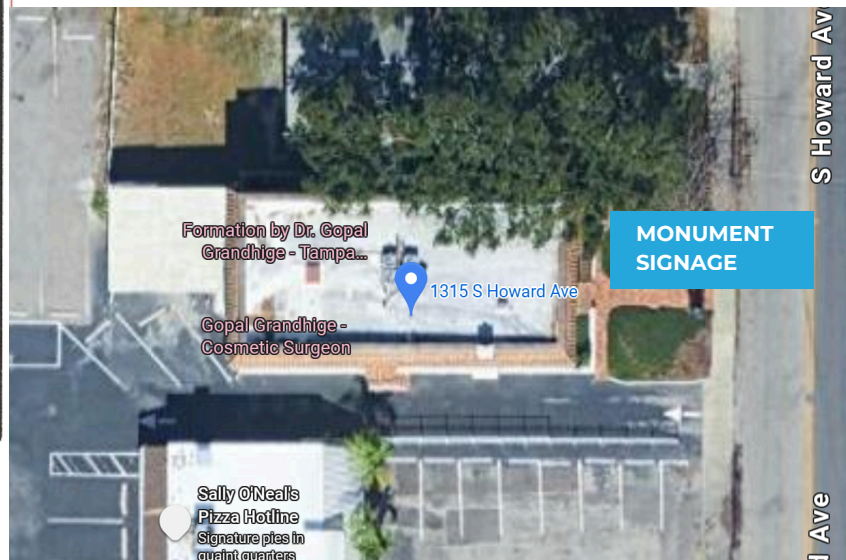 S Howard Ave
MONUMENT
SIGNAGE
Formation by Dr. Gopal
Grandhige - Tampa...
1315 S Howard Ave
Gopal Grandhige -
Cosmetic Surgeon
Sally O'Neal's
Pizza Hotline
Signature pies in
quaint quarters
Ave